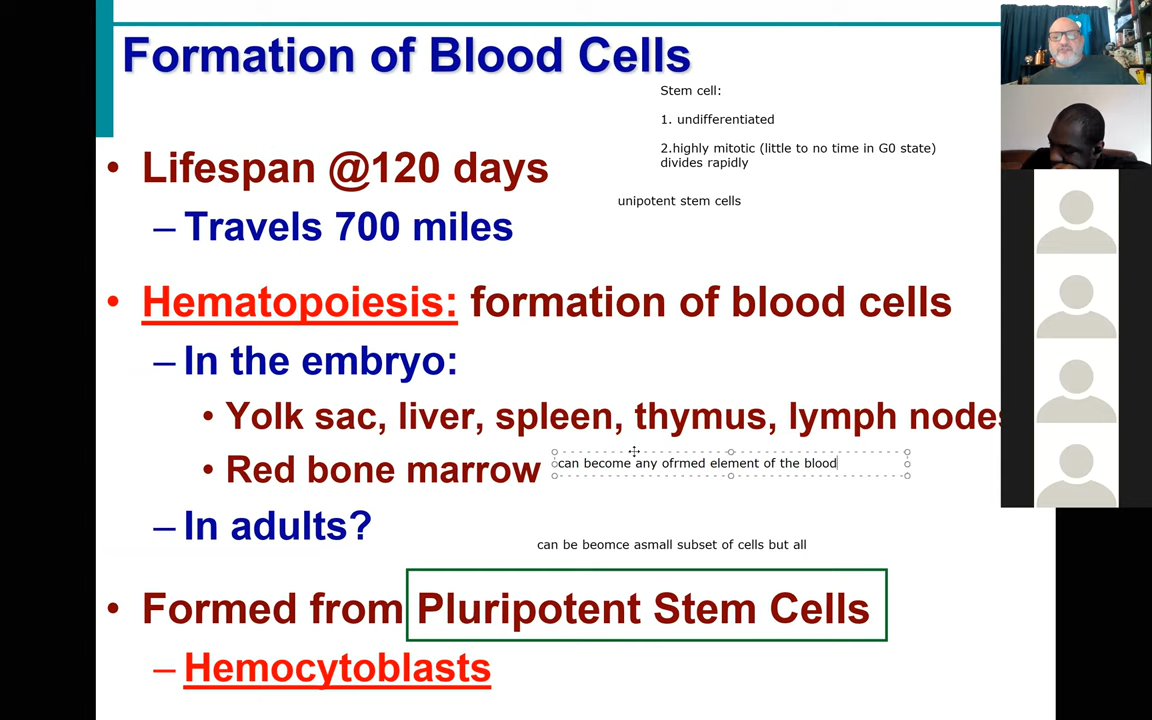 Formation of Blood Cells
Stem cell:
1. undifferentiated
2.highly mitotic (little to no time in G0 state)
divides rapidly
• Lifespan @120 days
unipotent stem cells
– Travels 700 miles
• Hematopoiesis: formation of blood cells
– In the embryo:
• Yolk sac, liver, spleen, thymus, lymph nodes
• Red bone marrow
can become any ofrmed element of the blood
– In adults?
can be beomce asmall subset of cells but all
• Formed from Pluripotent Stem Cells
– Hemocytoblasts